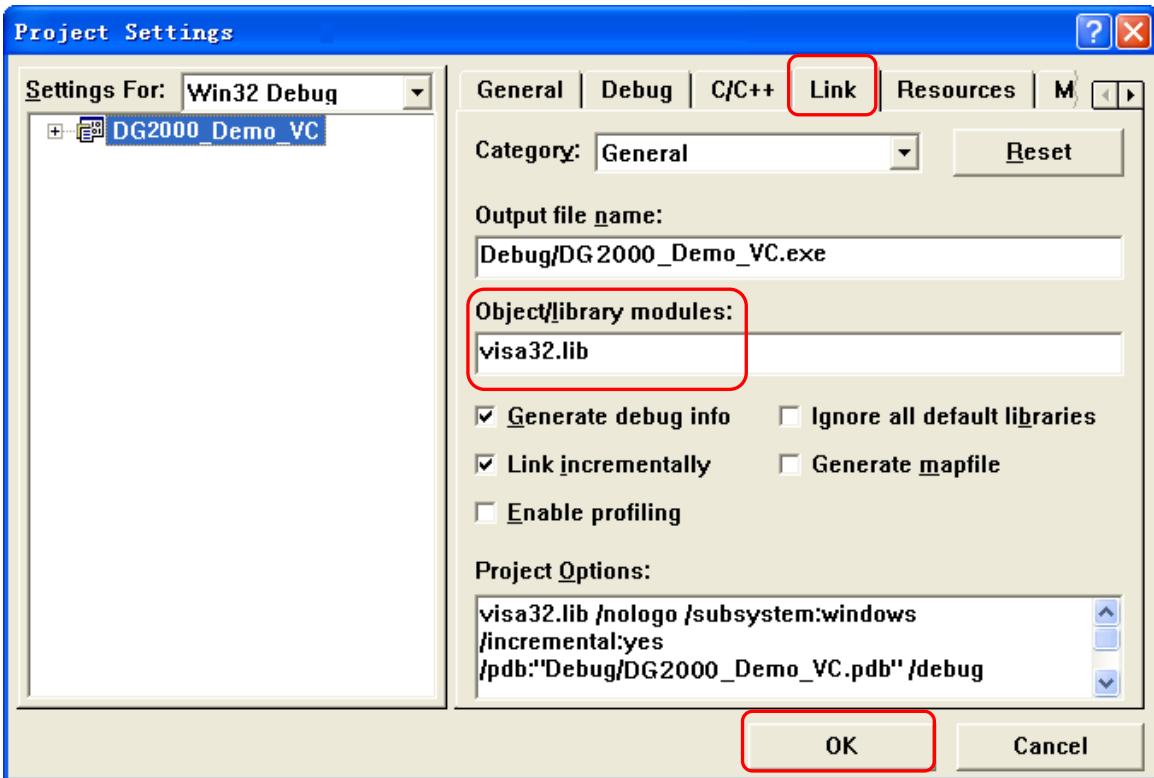 Project Settings
Settings For: Win32 Debug
DG2000_Demo_VC
General Debug C/C++ Link Resources M
Category: General Reset
Output file name:
Debug/DG2000_Demo_VC.exe
Object/library modules:
visa32.lib
Generate debug info Ignore all default libraries
Link incrementally Generate mapfile
Enable profiling
Project Options:
visa32.lib /nologo /subsystem:windows
/incremental:yes
/pdb:"Debug/DG2000_Demo_VC.pdb" /debug
OK Cancel